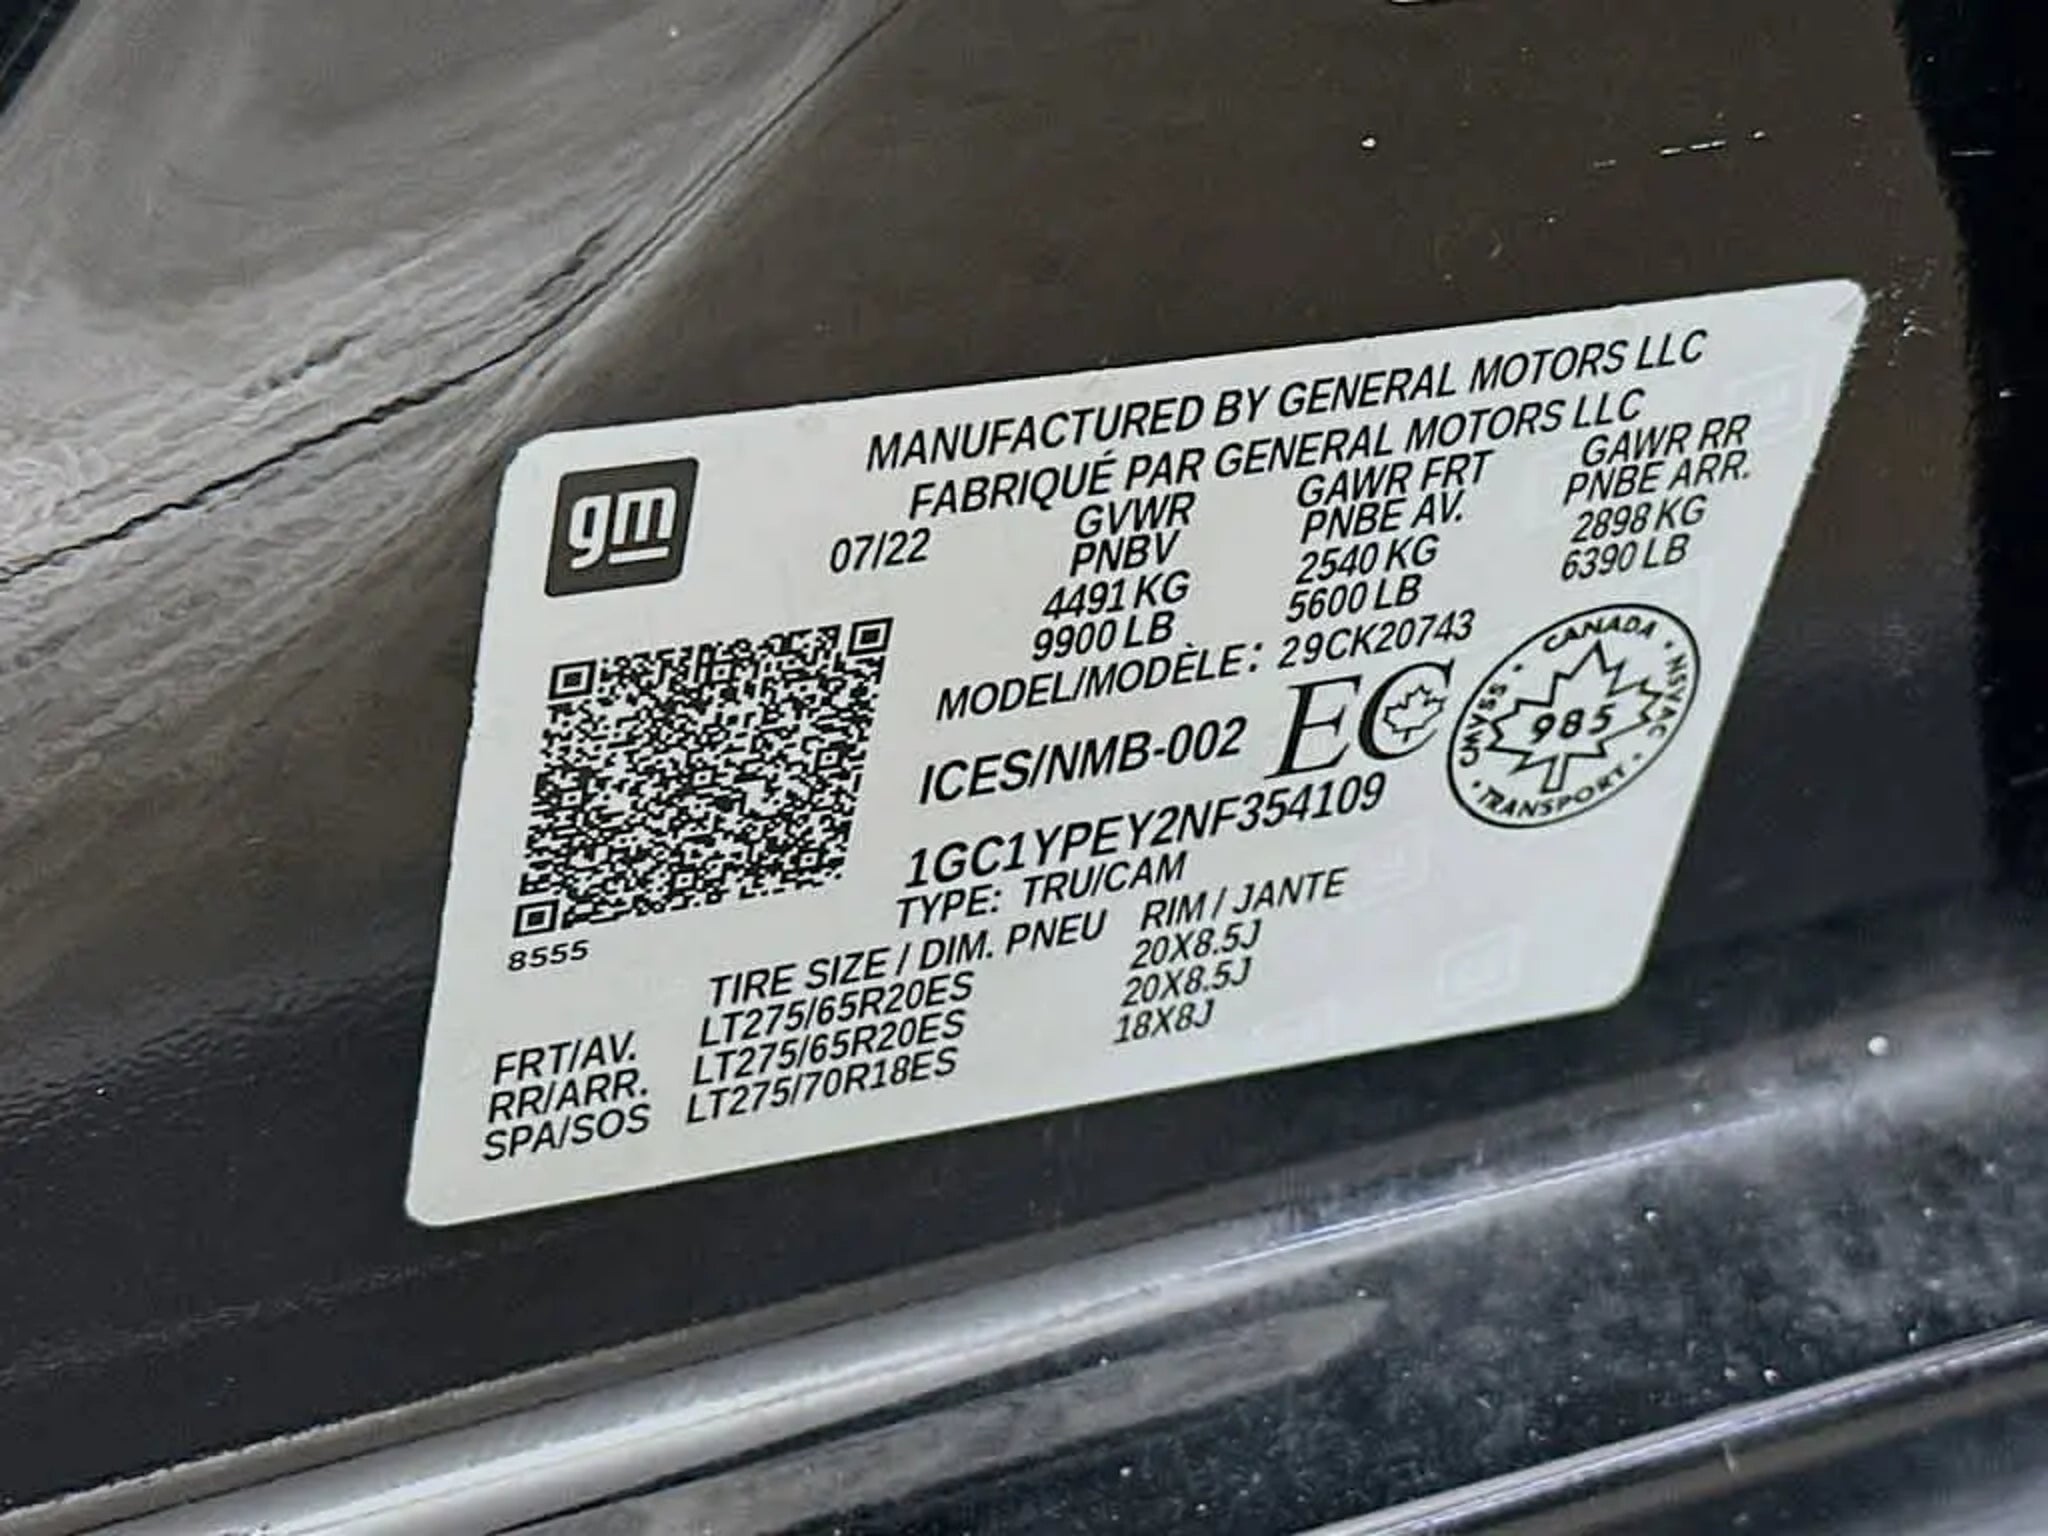 MANUFACTURED BY GENERAL MOTORS LLC
FABRIQUÉ PAR GENERAL MOTORS LLC
gm
07/22
GVWR
PNBV
4491 KG
9900 LB
GAWR FRT
PNBE AV.
2540 KG
5600 LB
GAWR RR
PNBE ARR.
2898 KG
6390 LB
MODEL/MODÈLE: 29CK20743
ICES/NMB-002 EC
CANADA
CMVSS 985 NSVAC
TRANSPORT
1GC1YPEY2NF354109
TYPE: TRU/CAM
8555
TIRE SIZE / DIM. PNEU RIM / JANTE
FRT/AV. LT275/65R20ES 20X8.5J
RR/ARR. LT275/65R20ES 20X8.5J
SPA/SOS LT275/70R18ES 18X8J